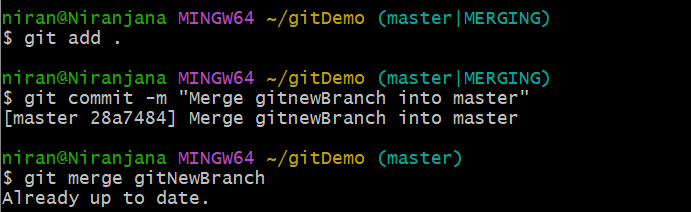 niran@Niranjana MINGW64 ~/gitDemo (master|MERGING)
$ git add .
niran@Niranjana MINGW64 ~/gitDemo (master|MERGING)
$ git commit -m "Merge gitnewBranch into master"
[master 28a7484] Merge gitnewBranch into master
niran@Niranjana MINGW64 ~/gitDemo (master)
$ git merge gitNewBranch
Already up to date.